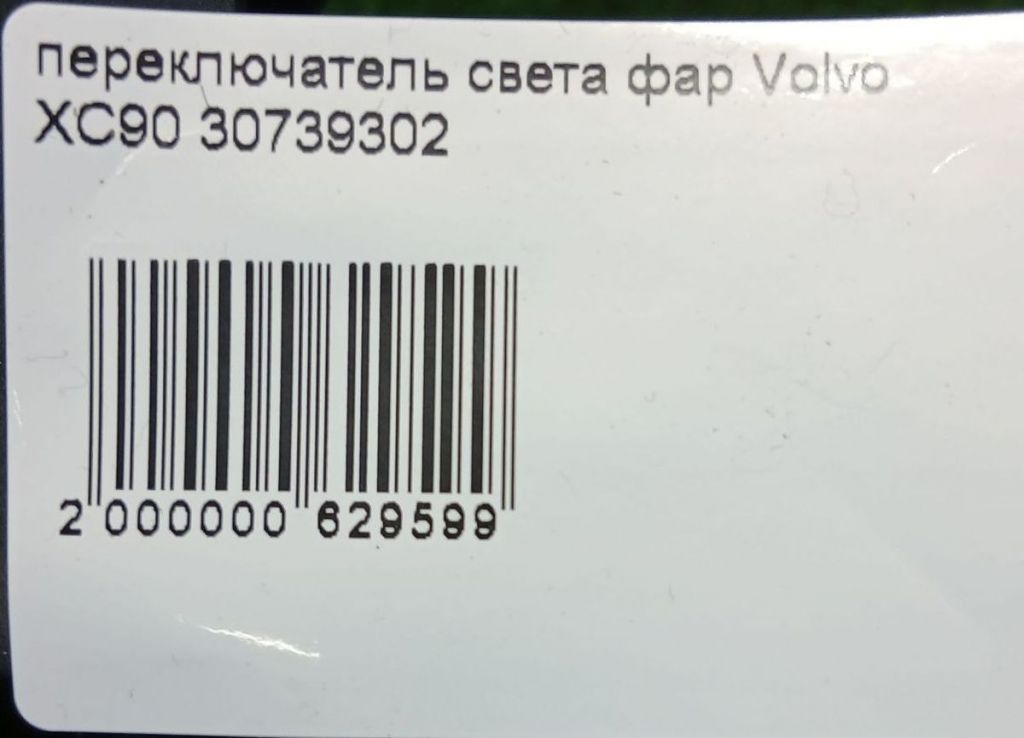 переключатель света фар Volvo
XC90 30739302
2 000000 629599